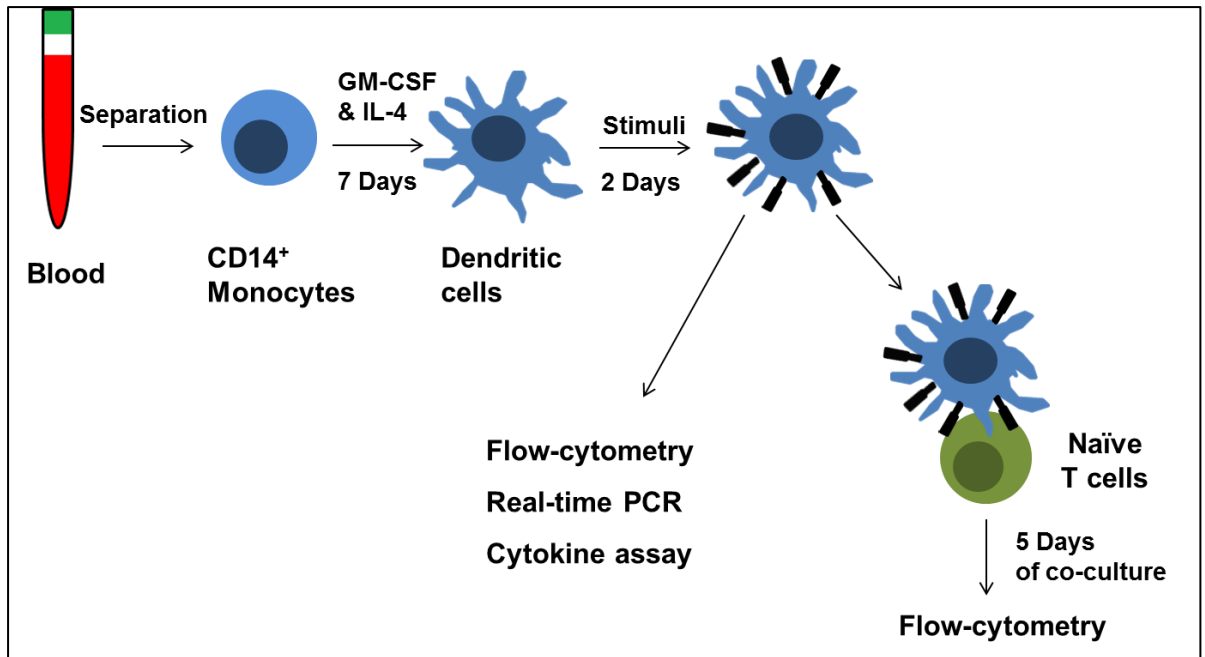 Blood
Separation
CD14⁺
Monocytes
GM-CSF
& IL-4
7 Days
Dendritic
cells
Stimuli
2 Days
Flow-cytometry
Real-time PCR
Cytokine assay
Naïve
T cells
5 Days
of co-culture
Flow-cytometry